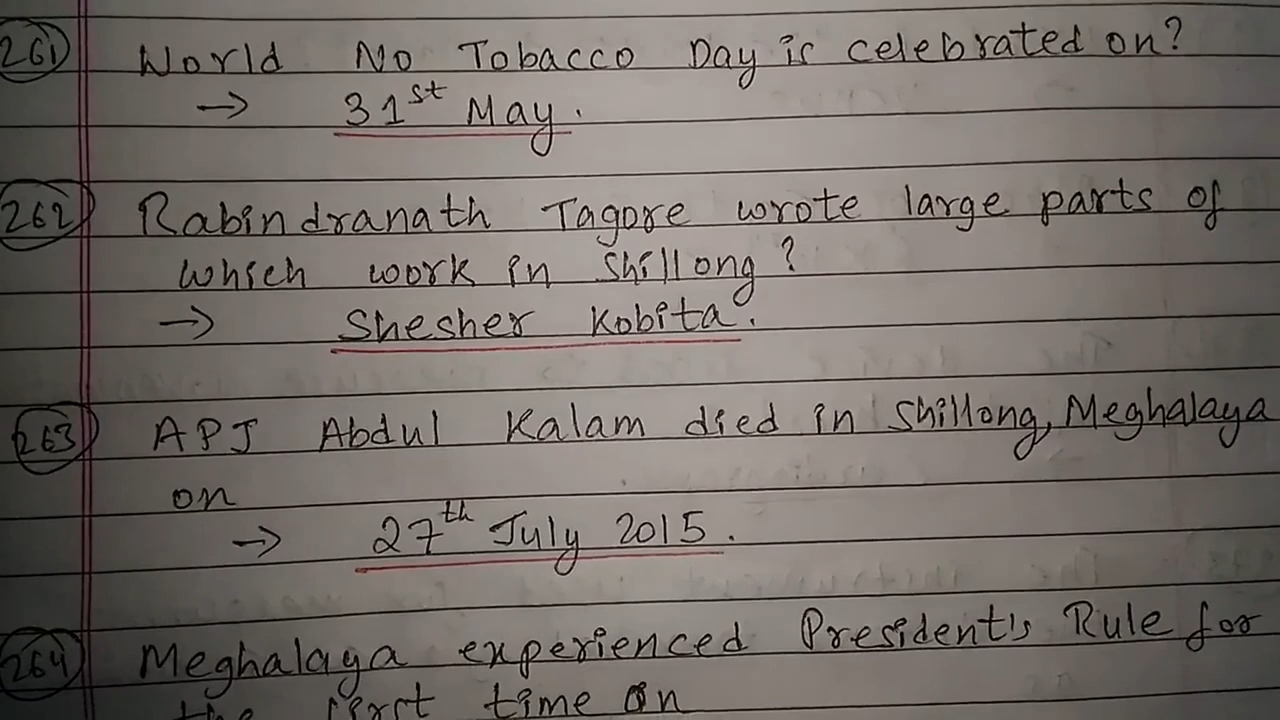 261 World No Tobacco Day is celebrated on?
→ 31st May.
262 Rabindranath Tagore wrote large parts of
which work in Shillong?
→ Shesher Kobita.
263 APJ Abdul Kalam died in Shillong, Meghalaya
on
→ 27th July 2015.
264 Meghalaya experienced President's Rule for
the first time on